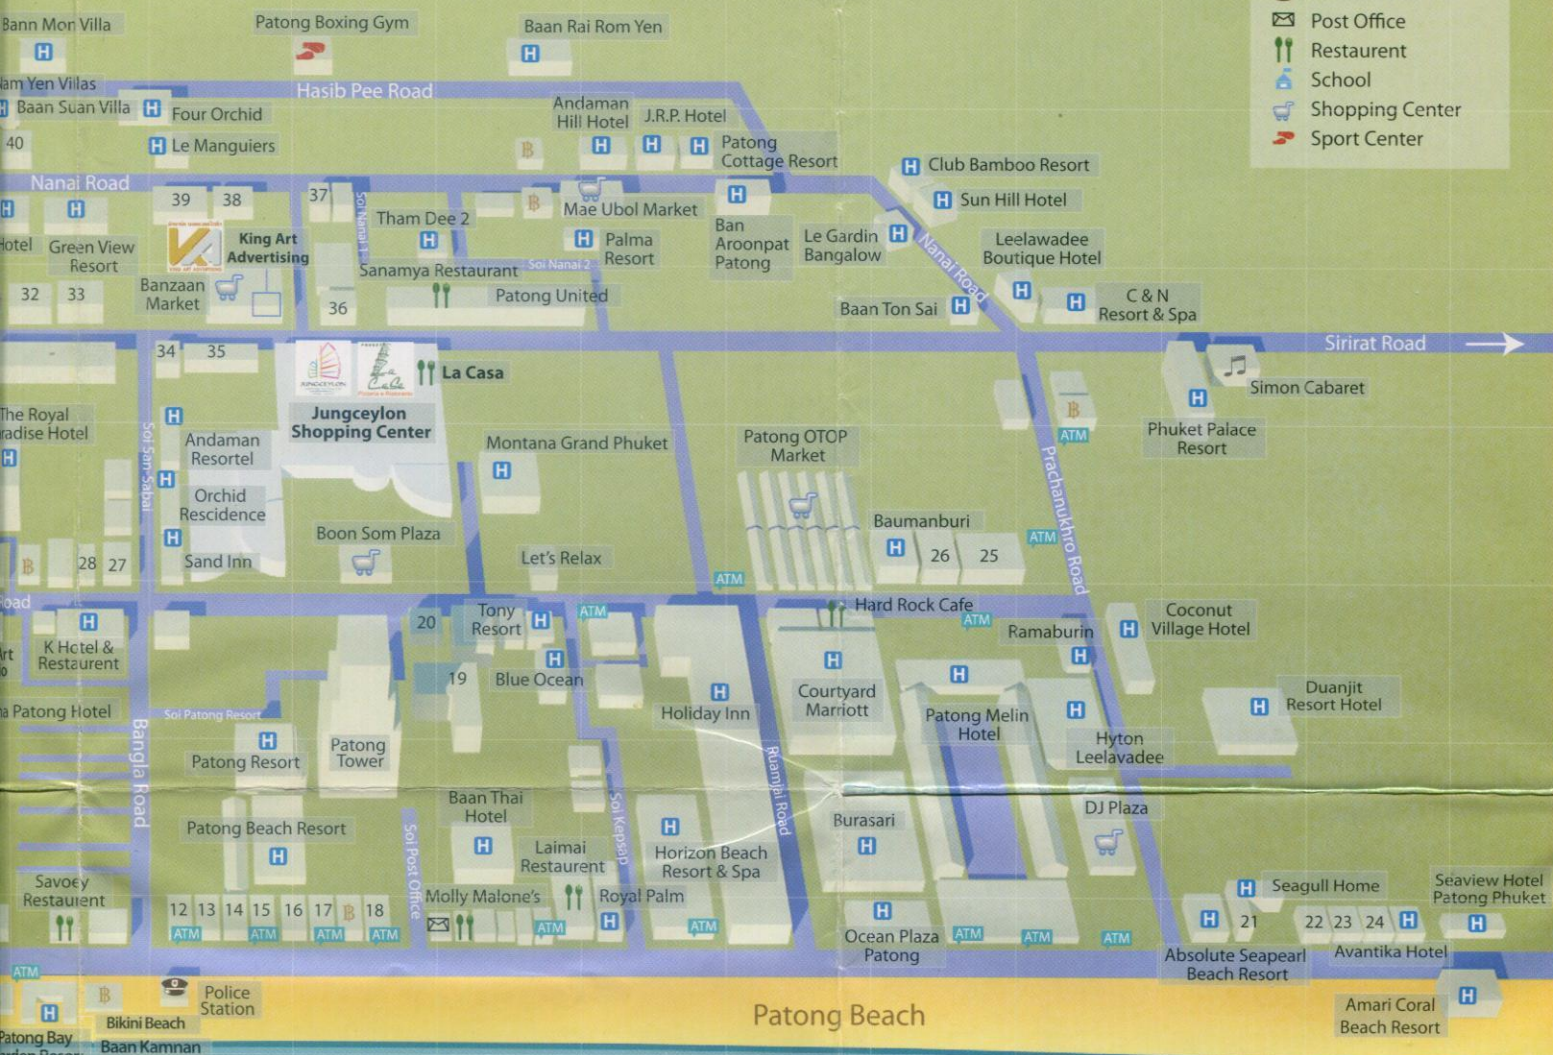 Bann Mon Villa
Patong Boxing Gym
Baan Rai Rom Yen
Post Office
Restaurent
School
Shopping Center
Sport Center
Yen Villas
Hasib Pee Road
Baan Suan Villa
Four Orchid
Andaman
Hill Hotel
J.R.P. Hotel
40
Le Manguiers
Patong
Cottage Resort
Club Bamboo Resort
Nanai Road
39
38
37
Soi Nanai 1
Tham Dee 2
Mae Ubol Market
Sun Hill Hotel
Green View
Resort
King Art
Advertising
Palma
Resort
Ban
Aroonpat
Patong
Le Gardin
Bangalow
Nanai Road
Leelawadee
Boutique Hotel
Soi Nanai 2
Sanamya Restaurant
Patong United
32
33
Banzaan
Market
36
Baan Ton Sai
C & N
Resort & Spa
34
35
JUNGCEYLON
La Casa
Sirirat Road
Simon Cabaret
Jungceylon
Shopping Center
The Royal
Hotel
Soi San Sabai
Andaman
Resortel
Montana Grand Phuket
Patong OTOP
Market
ATM
Phuket Palace
Resort
Prachanukhro Road
Orchid
Rescidence
Boon Som Plaza
Let's Relax
Baumanburi
26
25
ATM
28
27
Sand Inn
ATM
Road
K Hotel &
Restaurent
20
Tony
Resort
ATM
Hard Rock Cafe
ATM
Ramaburin
Coconut
Village Hotel
19
Blue Ocean
Holiday Inn
Courtyard
Marriott
Patong Melin
Hotel
Hyton
Leelavadee
Duanjit
Resort Hotel
Patong Hotel
Soi Patong Resort
Bangla Road
Patong Resort
Patong
Tower
Ruamjai Road
Soi Kepsap
Baan Thai
Hotel
Patong Beach Resort
Soi Post Office
Laimai
Restaurent
Horizon Beach
Resort & Spa
Burasari
DJ Plaza
Savoey
Restaurent
12
13
14
15
16
17
18
ATM
ATM
ATM
ATM
Molly Malone's
ATM
Royal Palm
ATM
Ocean Plaza
Patong
ATM
ATM
ATM
Seagull Home
21
22
23
24
Seaview Hotel
Patong Phuket
Absolute Seapearl
Beach Resort
Avantika Hotel
ATM
Police
Station
Bikini Beach
Patong Bay
Baan Kamnan
Patong Beach
Amari Coral
Beach Resort